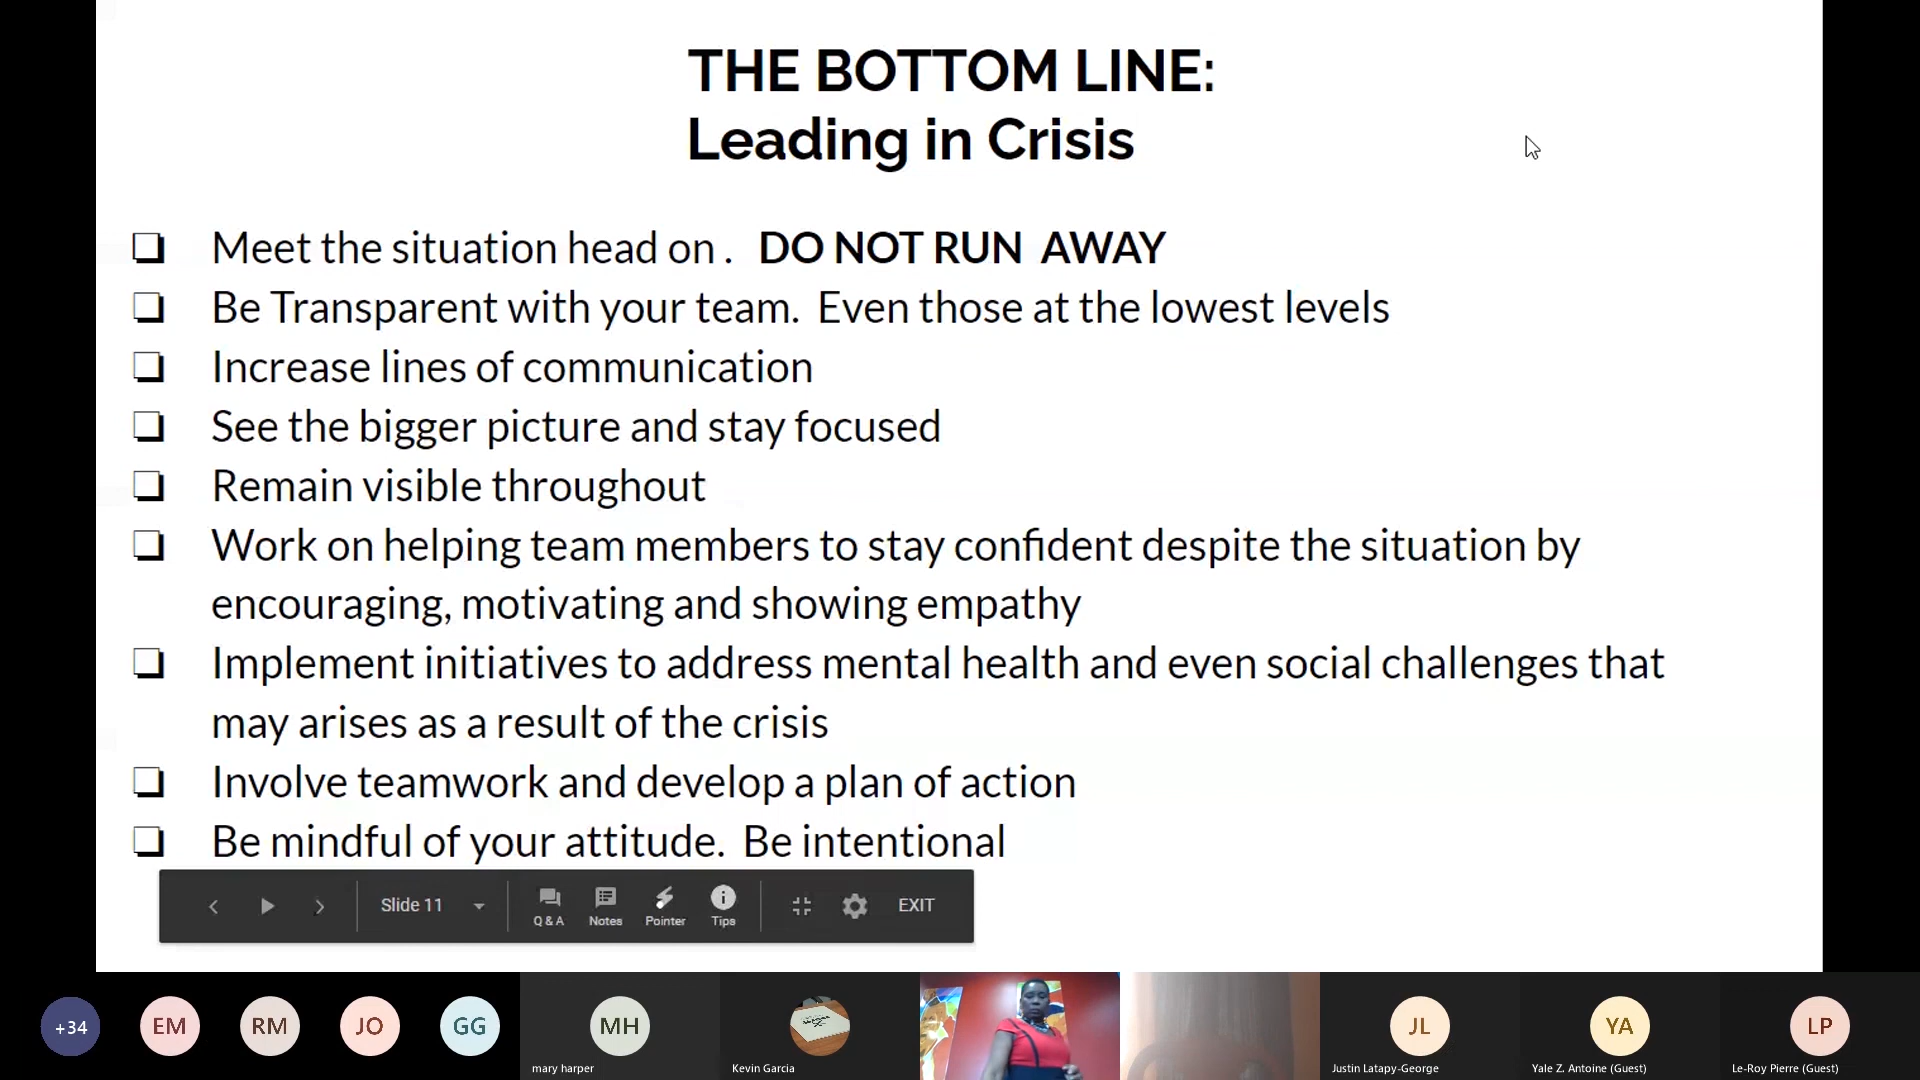 THE BOTTOM LINE:
Leading in Crisis
❏ Meet the situation head on . DO NOT RUN AWAY
❏ Be Transparent with your team. Even those at the lowest levels
❏ Increase lines of communication
❏ See the bigger picture and stay focused
❏ Remain visible throughout
❏ Work on helping team members to stay confident despite the situation by
encouraging, motivating and showing empathy
❏ Implement initiatives to address mental health and even social challenges that
may arises as a result of the crisis
❏ Involve teamwork and develop a plan of action
❏ Be mindful of your attitude. Be intentional
Slide 11 Q & A Notes Pointer Tips EXIT
+34 EM RM JO GG MH JL YA LP
mary harper Kevin Garcia Justin Latapy-George Yale Z. Antoine (Guest) Le-Roy Pierre (Guest)